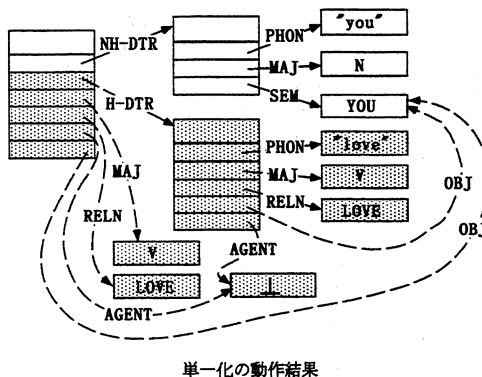 NH-DTR
PHON
"you"
MAJ
N
SEM
YOU
H-DTR
PHON
"love"
MAJ
V
RELN
LOVE
OBJ
OBJ
MAJ
RELN
AGENT
V
LOVE
AGENT
⊥
単一化の動作結果